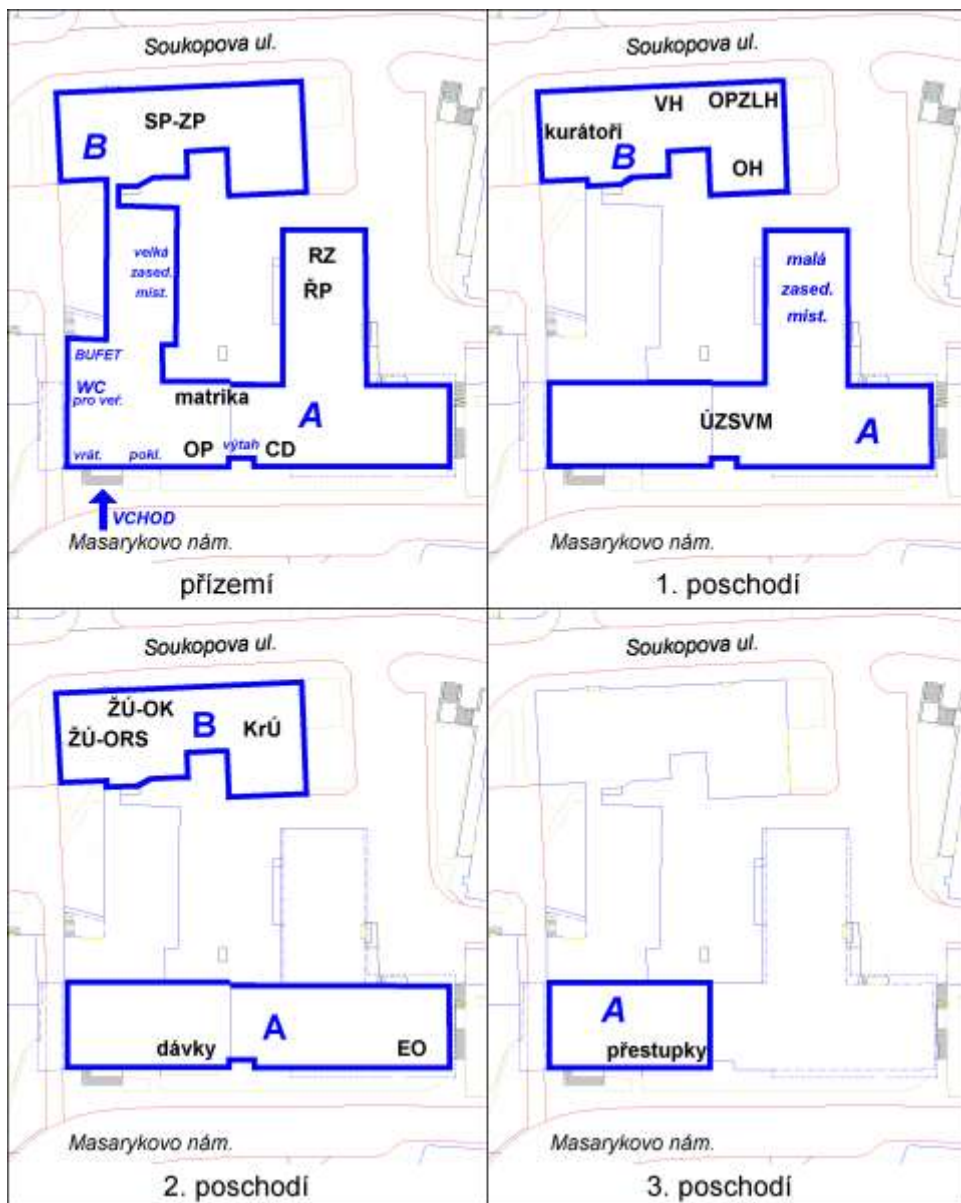 Soukopova ul.
SP-ZP
B
velká
zased.
míst.
RZ
ŘP
BUFET
WC
pro veř.
matrika
A
OP výtah CD
vrát. pokl.
VCHOD
Masarykovo nám.
přízemí
Soukopova ul.
VH OPZLH
kurátoři
B
OH
malá
zased.
míst.
ÚZSVM
A
Masarykovo nám.
1. poschodí
Soukopova ul.
ŽÚ-OK
B KrÚ
ŽÚ-ORS
A
dávky EO
Masarykovo nám.
2. poschodí
Soukopova ul.
A
přestupky
Masarykovo nám.
3. poschodí